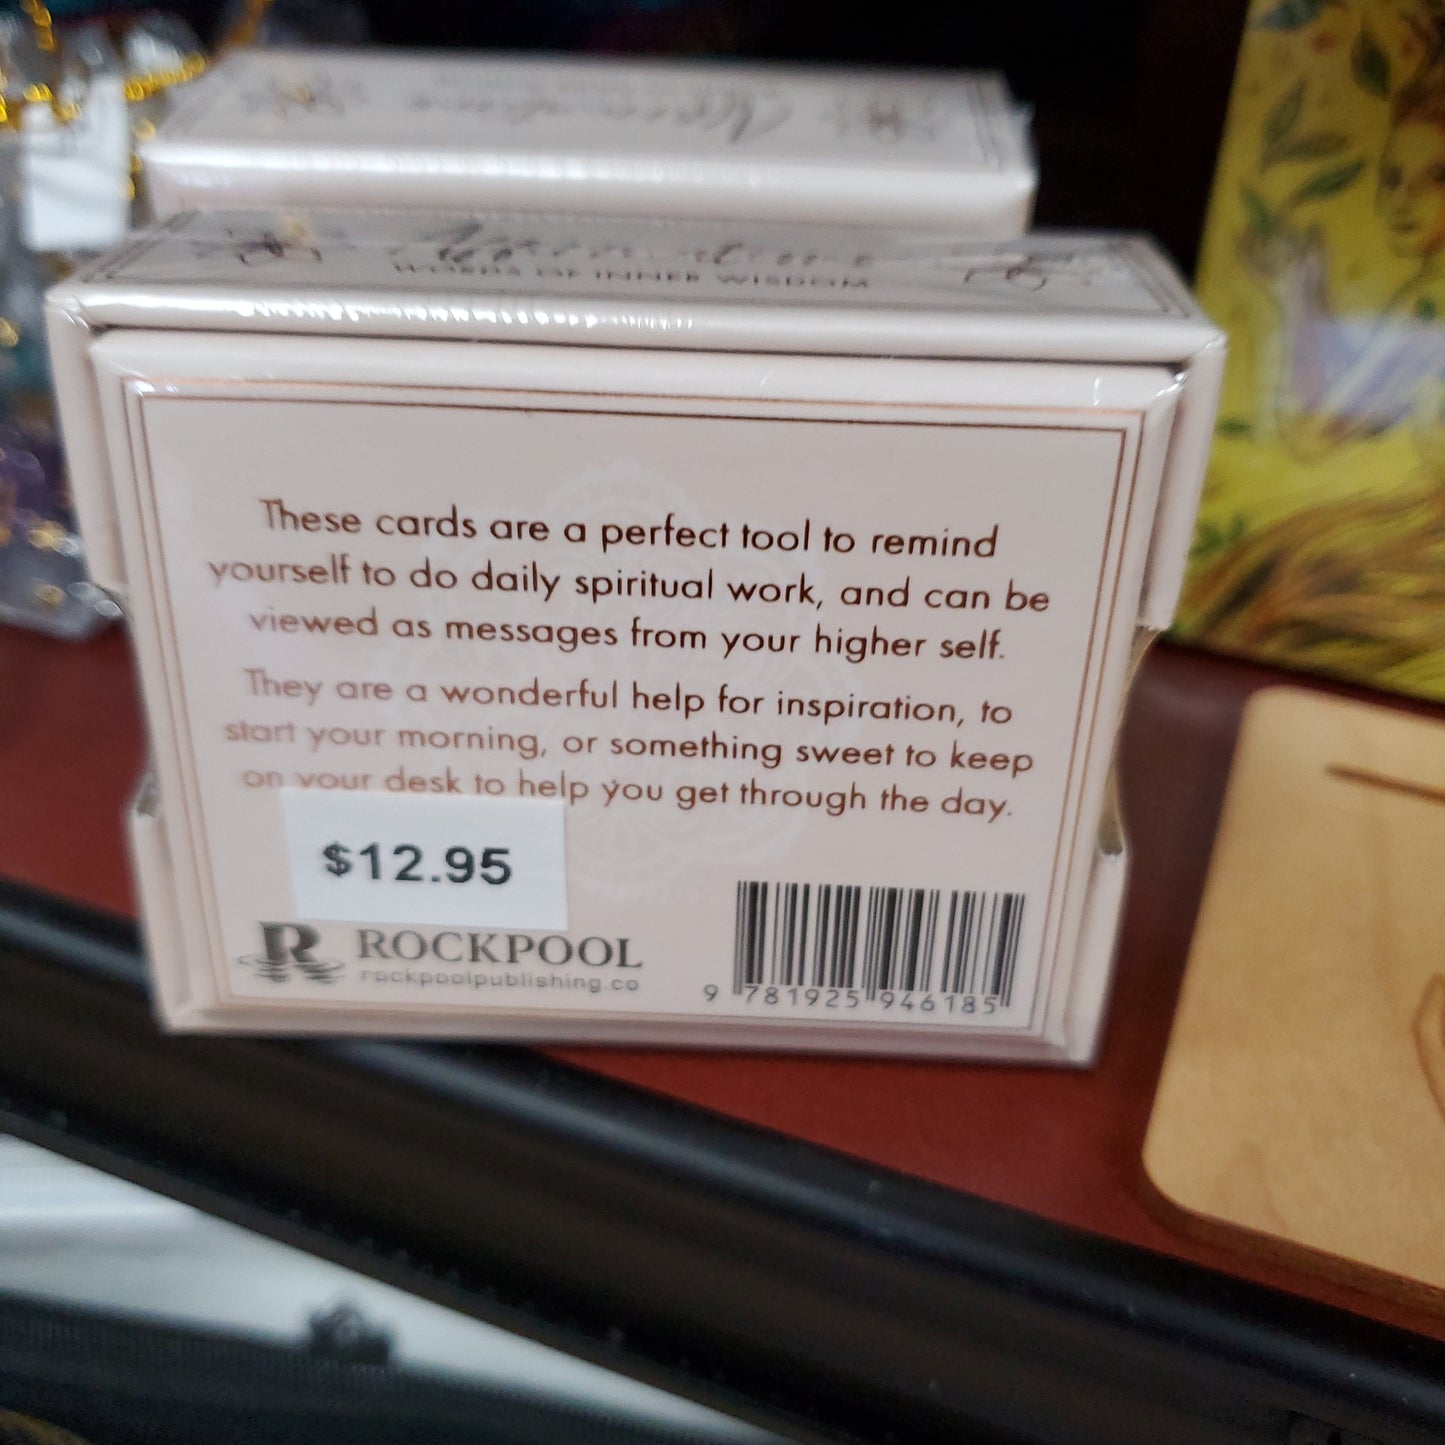 WORDS OF INNER WISDOM
These cards are a perfect tool to remind
yourself to do daily spiritual work, and can be
viewed as messages from your higher self.
They are a wonderful help for inspiration, to
start your morning, or something sweet to keep
on your desk to help you get through the day.
$12.95
R ROCKPOOL
rockpoolpublishing.co
9 781925 946185